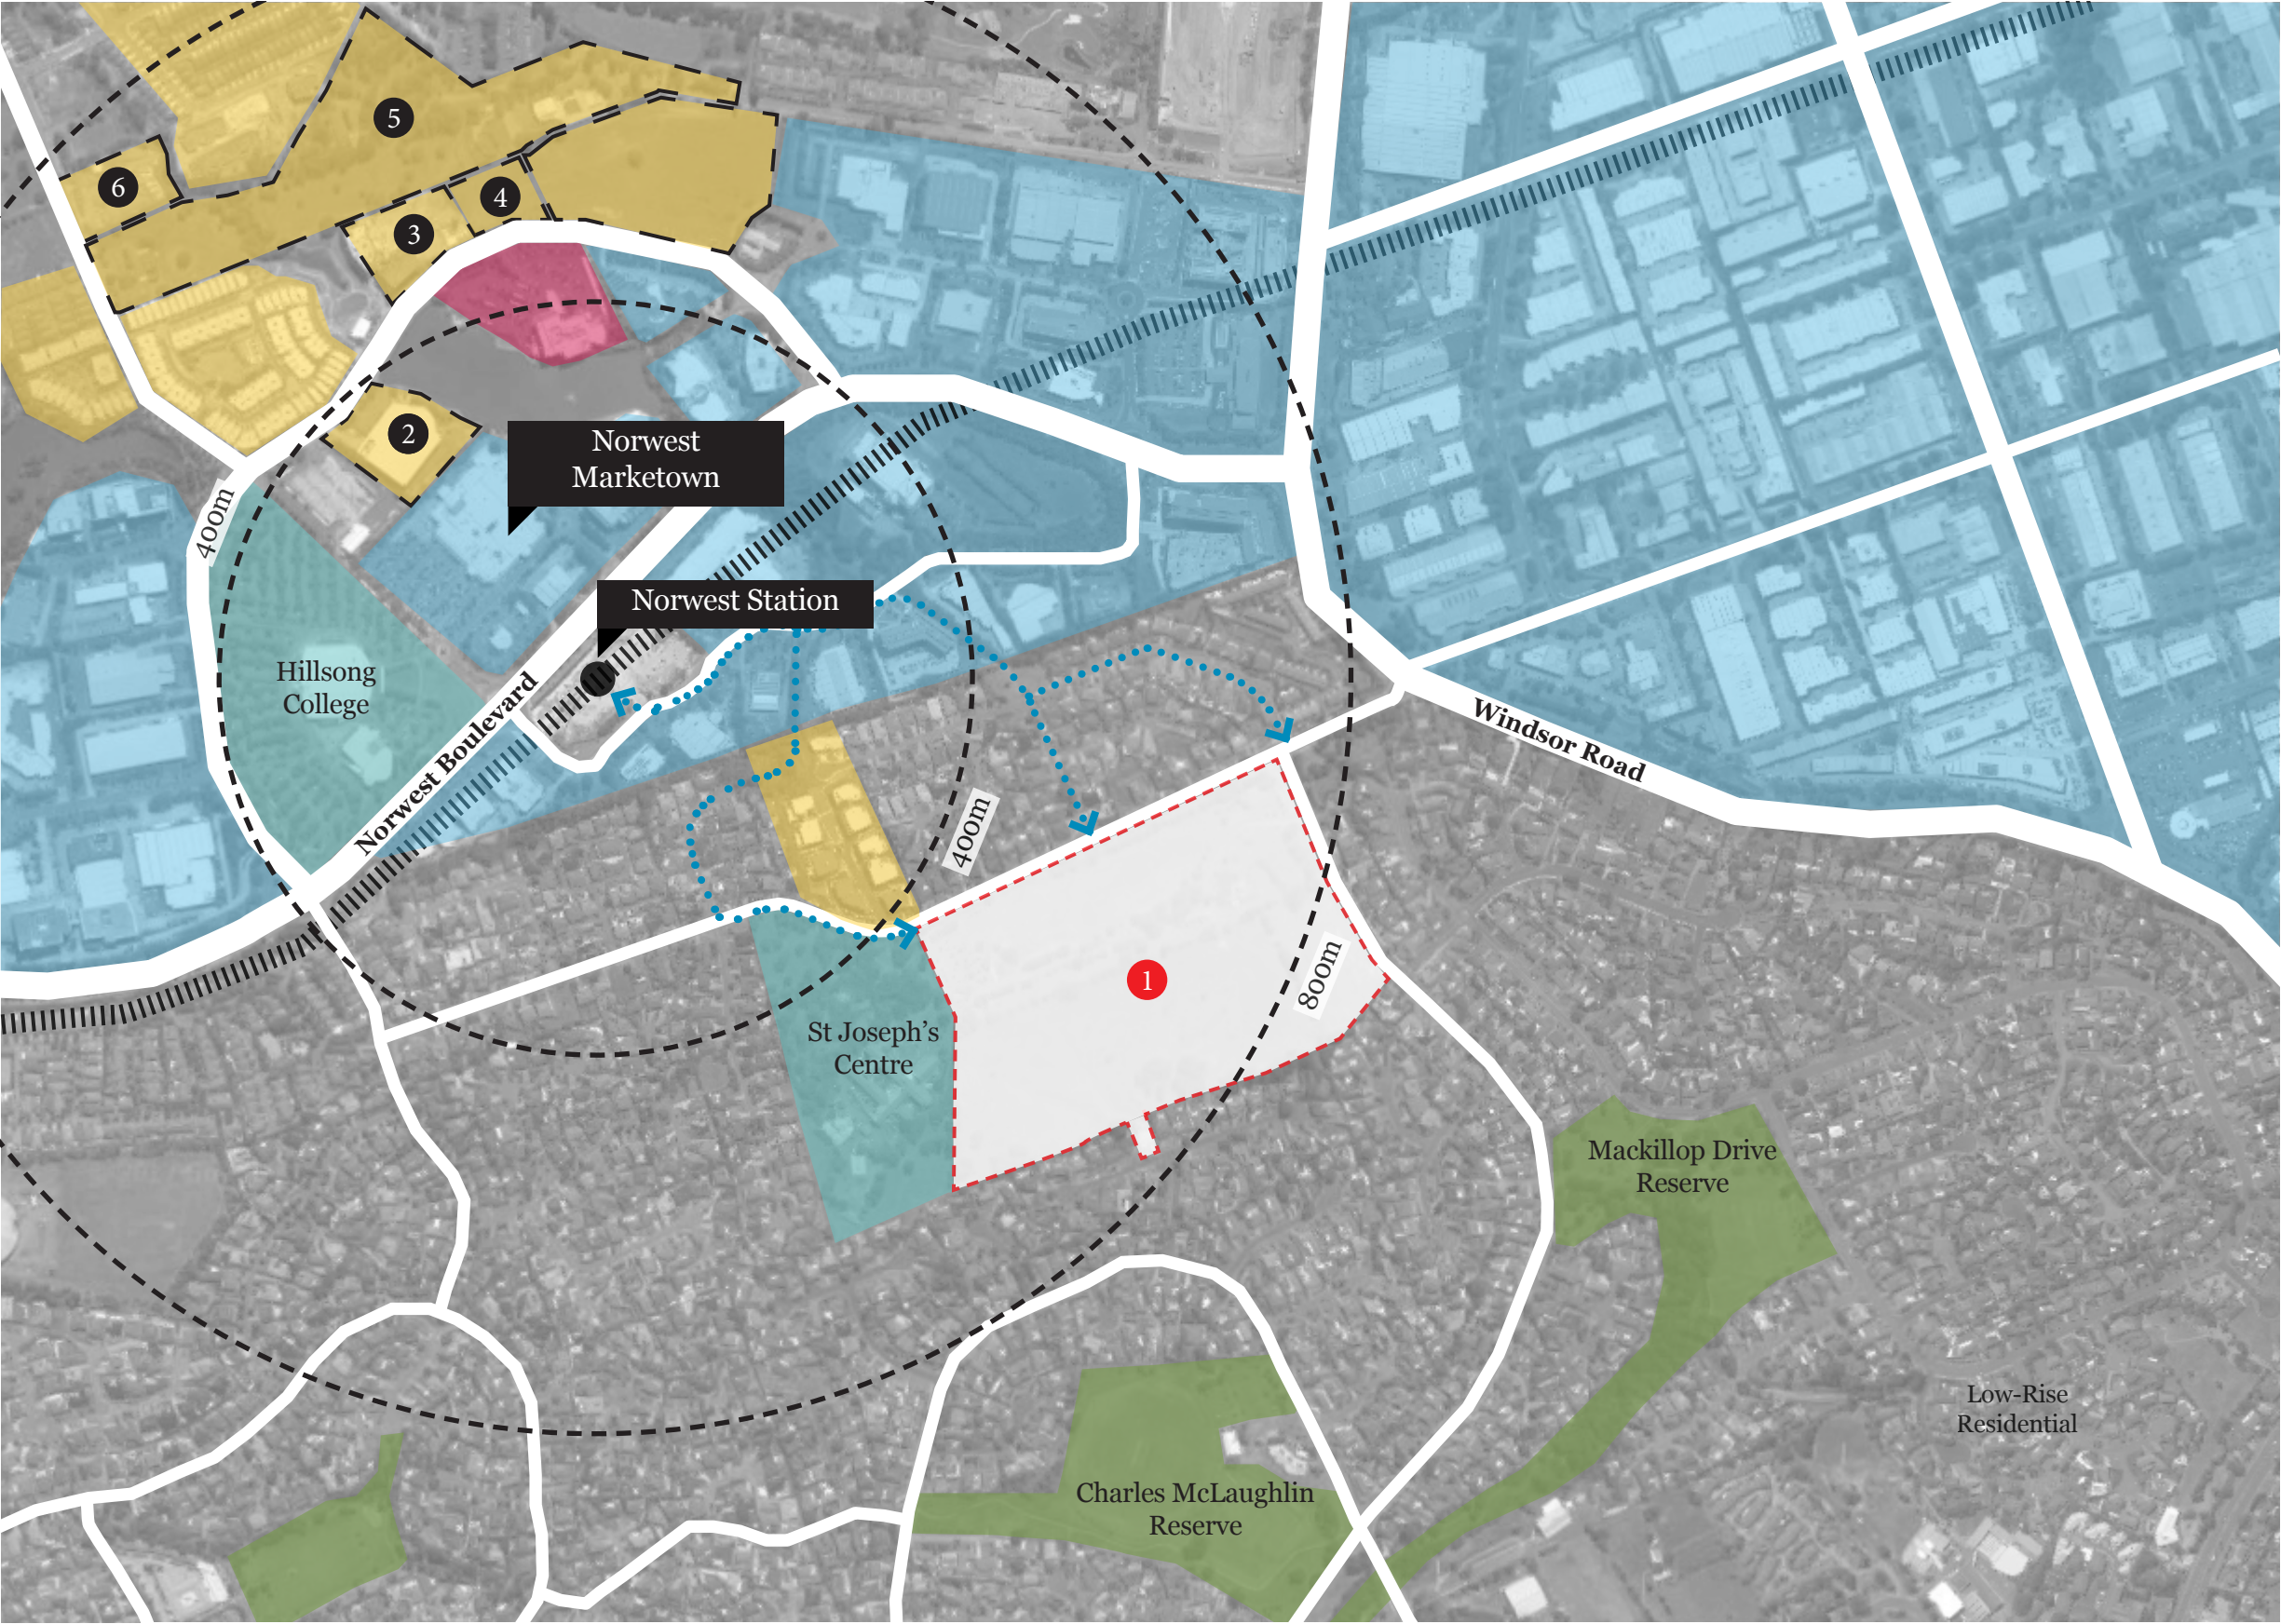 5
6
4
3
2
Norwest
Marketown
400m
Norwest Station
Hillsong
College
Norwest Boulevard
Windsor Road
400m
800m
1
St Joseph’s
Centre
Mackillop Drive
Reserve
Low-Rise
Residential
Charles McLaughlin
Reserve